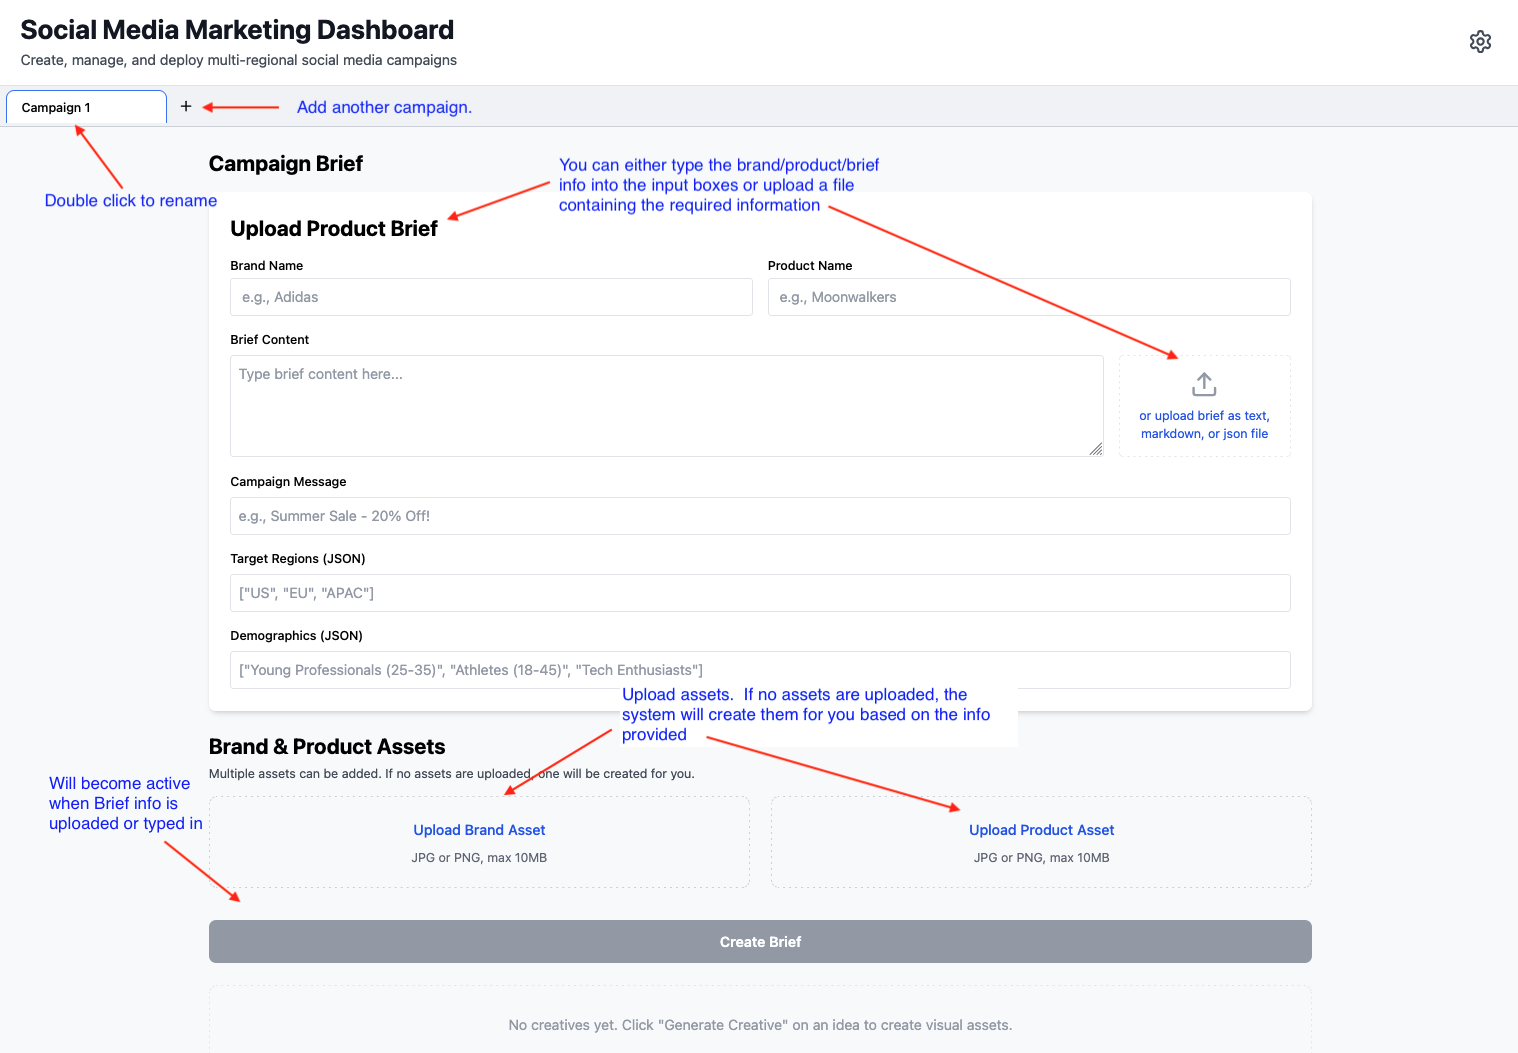 Social Media Marketing Dashboard
Create, manage, and deploy multi-regional social media campaigns
Campaign 1
+
Add another campaign.
Double click to rename
Campaign Brief
You can either type the brand/product/brief
info into the input boxes or upload a file
containing the required information
Upload Product Brief
Brand Name
Product Name
e.g., Adidas
e.g., Moonwalkers
Brief Content
Type brief content here...
or upload brief as text,
markdown, or json file
Campaign Message
e.g., Summer Sale - 20% Off!
Target Regions (JSON)
["US", "EU", "APAC"]
Demographics (JSON)
["Young Professionals (25-35)", "Athletes (18-45)", "Tech Enthusiasts"]
Upload assets.  If no assets are uploaded, the
system will create them for you based on the info
provided
Brand & Product Assets
Multiple assets can be added. If no assets are uploaded, one will be created for you.
Will become active
when Brief info is
uploaded or typed in
Upload Brand Asset
JPG or PNG, max 10MB
Upload Product Asset
JPG or PNG, max 10MB
Create Brief
No creatives yet. Click "Generate Creative" on an idea to create visual assets.